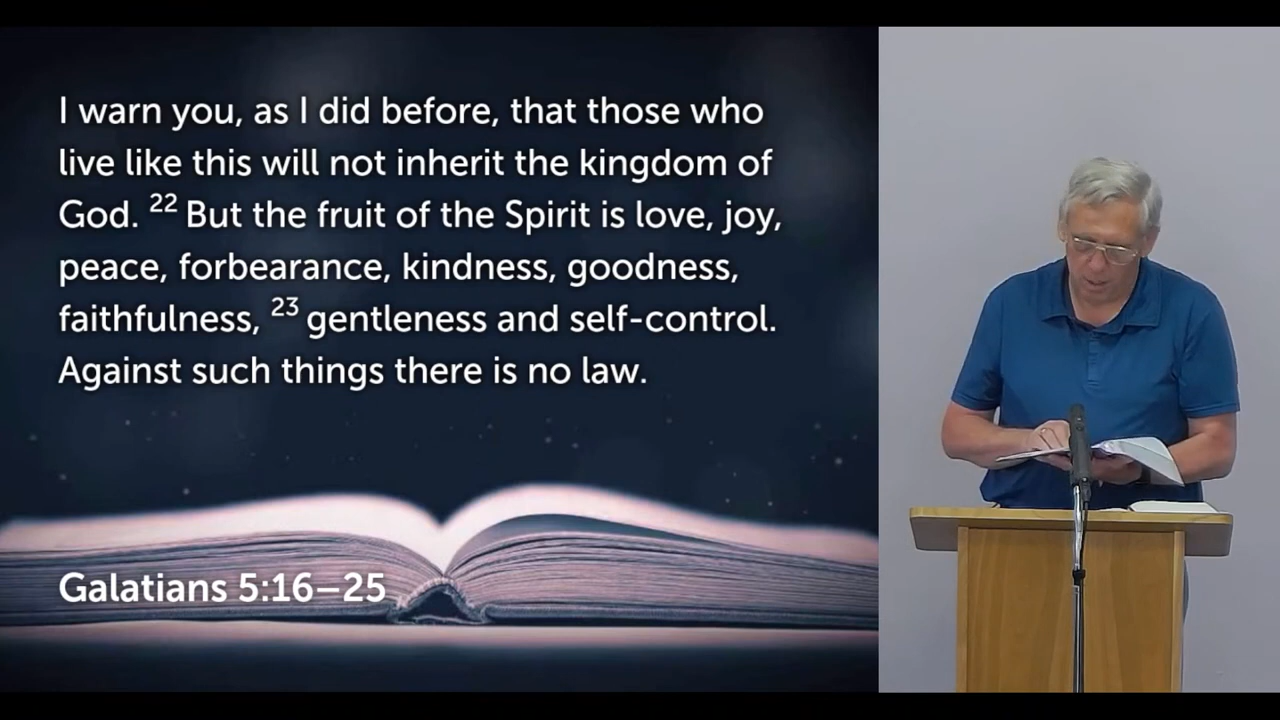 I warn you, as I did before, that those who
live like this will not inherit the kingdom of
God. 22 But the fruit of the Spirit is love, joy,
peace, forbearance, kindness, goodness,
faithfulness, 23 gentleness and self-control.
Against such things there is no law.
Galatians 5:16–25